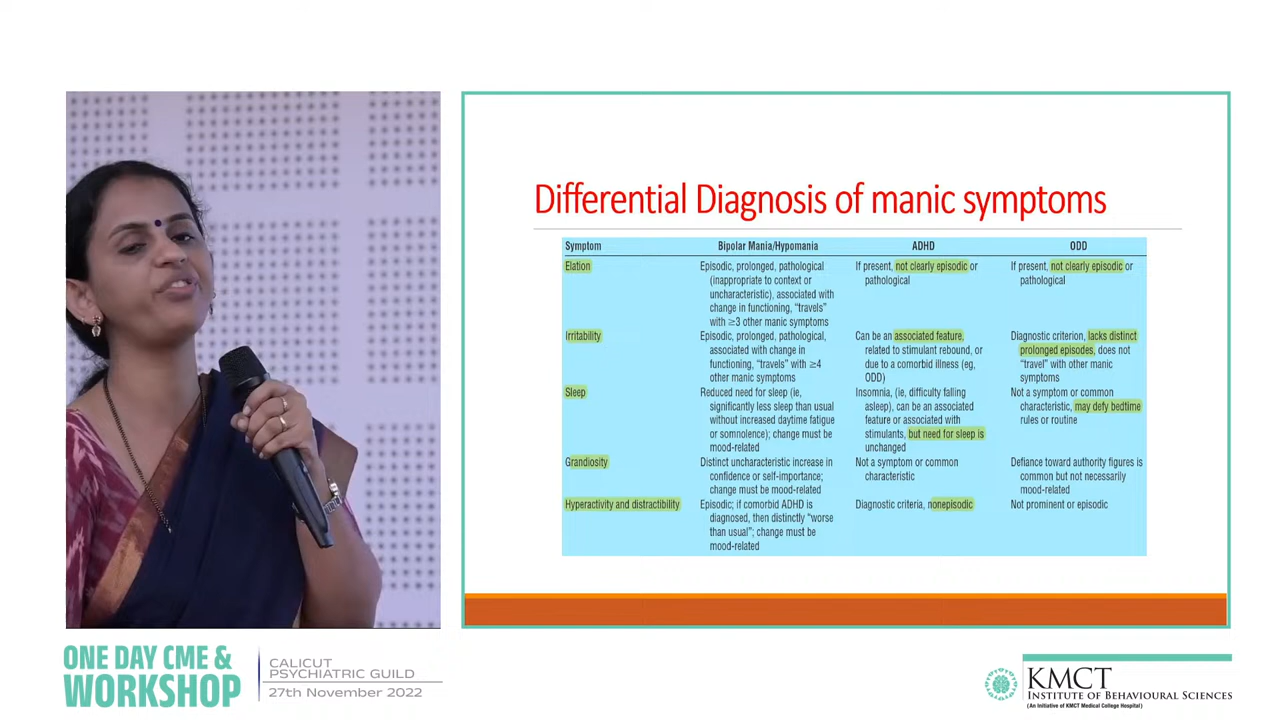 Differential Diagnosis of manic symptoms
Symptom Bipolar Mania/Hypomania ADHD ODD
Elation Episodic, prolonged, pathological If present, not clearly episodic or If present, not clearly episodic or
(inappropriate to context or pathological pathological
uncharacteristic), associated with
change in functioning, “travels”
with ≥3 other manic symptoms
Irritability Episodic, prolonged, pathological, Can be an associated feature, Diagnostic criterion, lacks distinct
associated with change in related to stimulant rebound, or prolonged episodes, does not
functioning, “travels” with ≥4 due to a comorbid illness (eg, “travel” with other manic
other manic symptoms ODD) symptoms
Sleep Reduced need for sleep (ie, Insomnia, (ie, difficulty falling Not a symptom or common
significantly less sleep than usual asleep), can be an associated characteristic, may defy bedtime
without increased daytime fatigue feature or associated with rules or routine
or somnolence); change must be stimulants, but need for sleep is
mood-related unchanged
Grandiosity Distinct uncharacteristic increase in Not a symptom or common Defiance toward authority figures is
confidence or self-importance; characteristic common but not necessarily
change must be mood-related mood-related
Hyperactivity and distractibility Episodic; if comorbid ADHD is Diagnostic criteria, nonepisodic Not prominent or episodic
diagnosed, then distinctly “worse
than usual”; change must be
mood-related
ONE DAY CME &
WORKSHOP
CALICUT
PSYCHIATRIC GUILD
27th November 2022
KMCT
INSTITUTE OF BEHAVIOURAL SCIENCES
(An Initiative of KMCT Medical College Hospital)